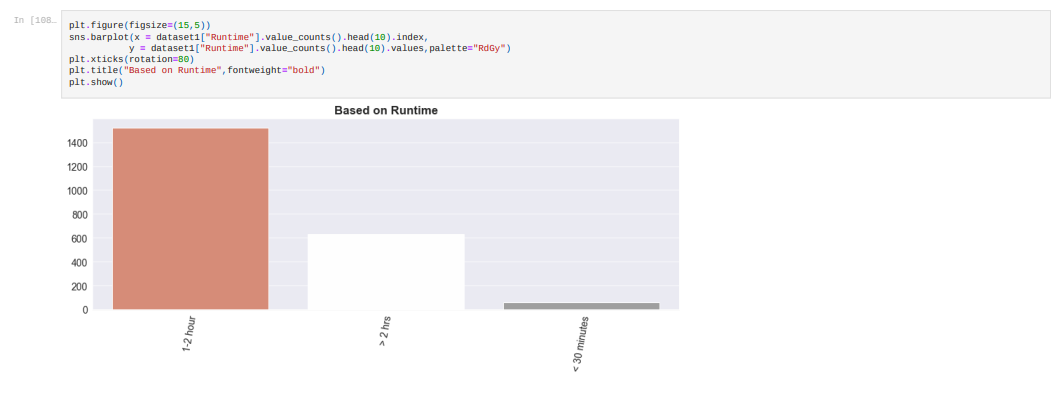 In [108…
plt.figure(figsize=(15,5))
sns.barplot(x = dataset1["Runtime"].value_counts().head(10).index,
y = dataset1["Runtime"].value_counts().head(10).values,palette="RdGy")
plt.xticks(rotation=80)
plt.title("Based on Runtime",fontweight="bold")
plt.show()
Based on Runtime
1400
1200
1000
800
600
400
200
0
1-2 hour
> 2 hrs
< 30 minutes